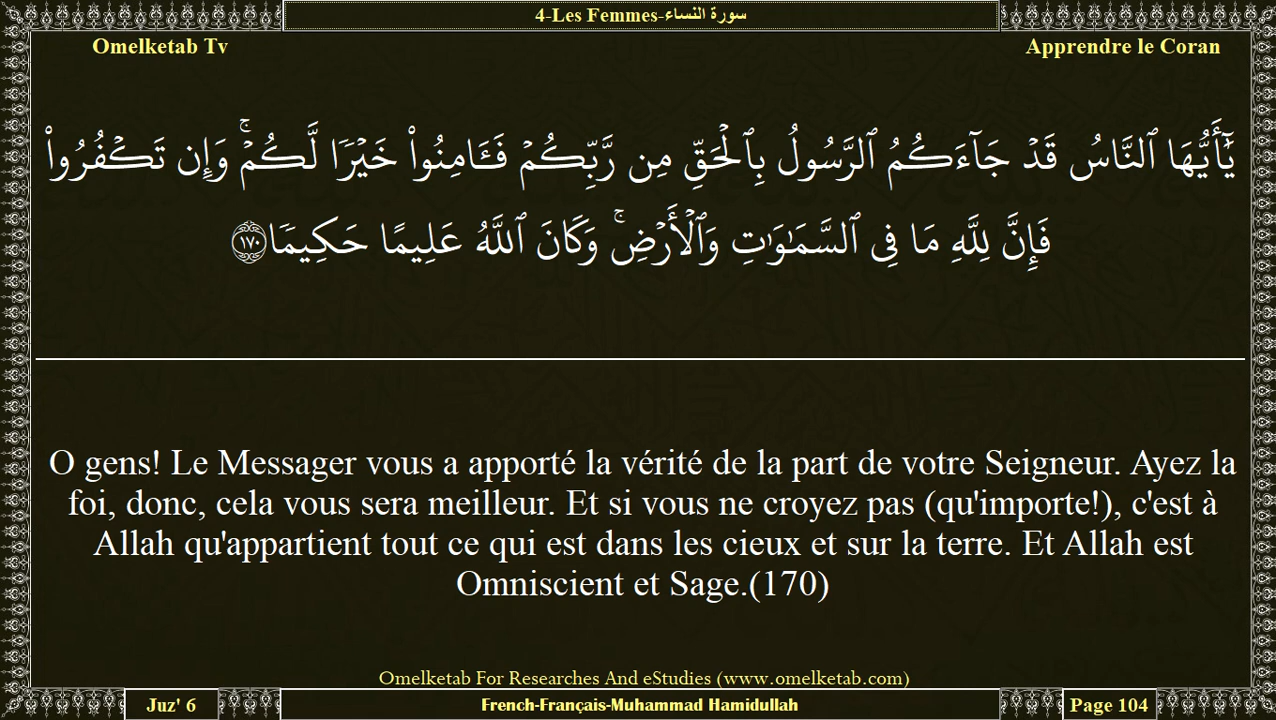 4-Les Femmes-سورة النساء
Omelketab Tv
Apprendre le Coran
يَٰٓأَيُّهَا ٱلنَّاسُ قَدۡ جَآءَكُمُ ٱلرَّسُولُ بِٱلۡحَقِّ مِن رَّبِّكُمۡ فَـَٔامِنُواْ خَيۡرٗا لَّكُمۡۚ وَإِن تَكۡفُرُواْ
فَإِنَّ لِلَّهِ مَا فِي ٱلسَّمَٰوَٰتِ وَٱلۡأَرۡضِۚ وَكَانَ ٱللَّهُ عَلِيمًا حَكِيمٗا ١٧٠
O gens! Le Messager vous a apporté la vérité de la part de votre Seigneur. Ayez la
foi, donc, cela vous sera meilleur. Et si vous ne croyez pas (qu'importe!), c'est à
Allah qu'appartient tout ce qui est dans les cieux et sur la terre. Et Allah est
Omniscient et Sage.(170)
Omelketab For Researches And eStudies (www.omelketab.com)
Juz' 6
French-Français-Muhammad Hamidullah
Page 104